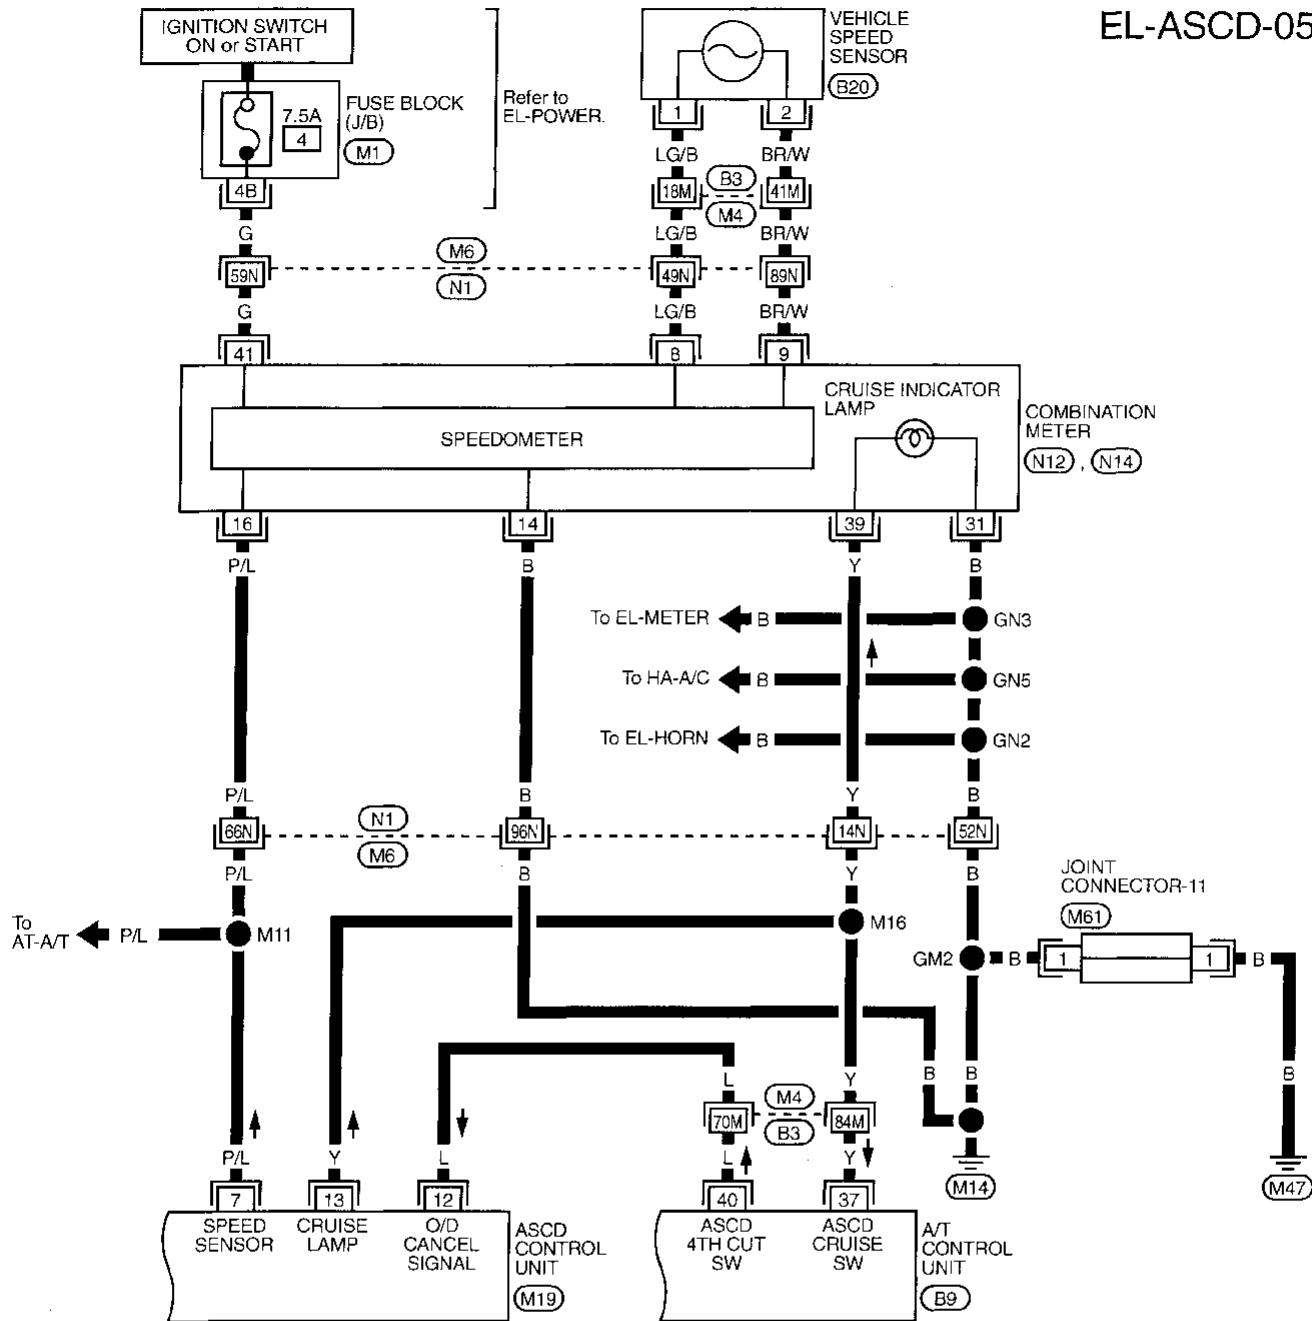 EL-ASCD-05
IGNITION SWITCH
ON or START
VEHICLE
SPEED
SENSOR
B20
FUSE BLOCK
(J/B)
M1
7.5A
4
Refer to
EL-POWER.
1 2
4B
LG/B BR/W
18M B3 41M
M4
G LG/B BR/W
59N M6 49N 89N
N1
G LG/B BR/W
41 8 9
CRUISE INDICATOR
LAMP
SPEEDOMETER
COMBINATION
METER
N12 , N14
16 14 39 31
P/L B Y B
To EL-METER B GN3
To HA-A/C B GN5
To EL-HORN B GN2
P/L B Y B
66N N1 96N 14N 52N
M6
P/L B Y B
JOINT
CONNECTOR-11
M61
To
AT-A/T P/L M11
M16
GM2 B 1 1 B
L Y B B B
70M M4 84M
B3
P/L Y L L Y
M14 M47
7 13 12 40 37
SPEED
SENSOR
CRUISE
LAMP
O/D
CANCEL
SIGNAL
ASCD
CONTROL
UNIT
M19
ASCD
4TH CUT
SW
ASCD
CRUISE
SW
A/T
CONTROL
UNIT
B9